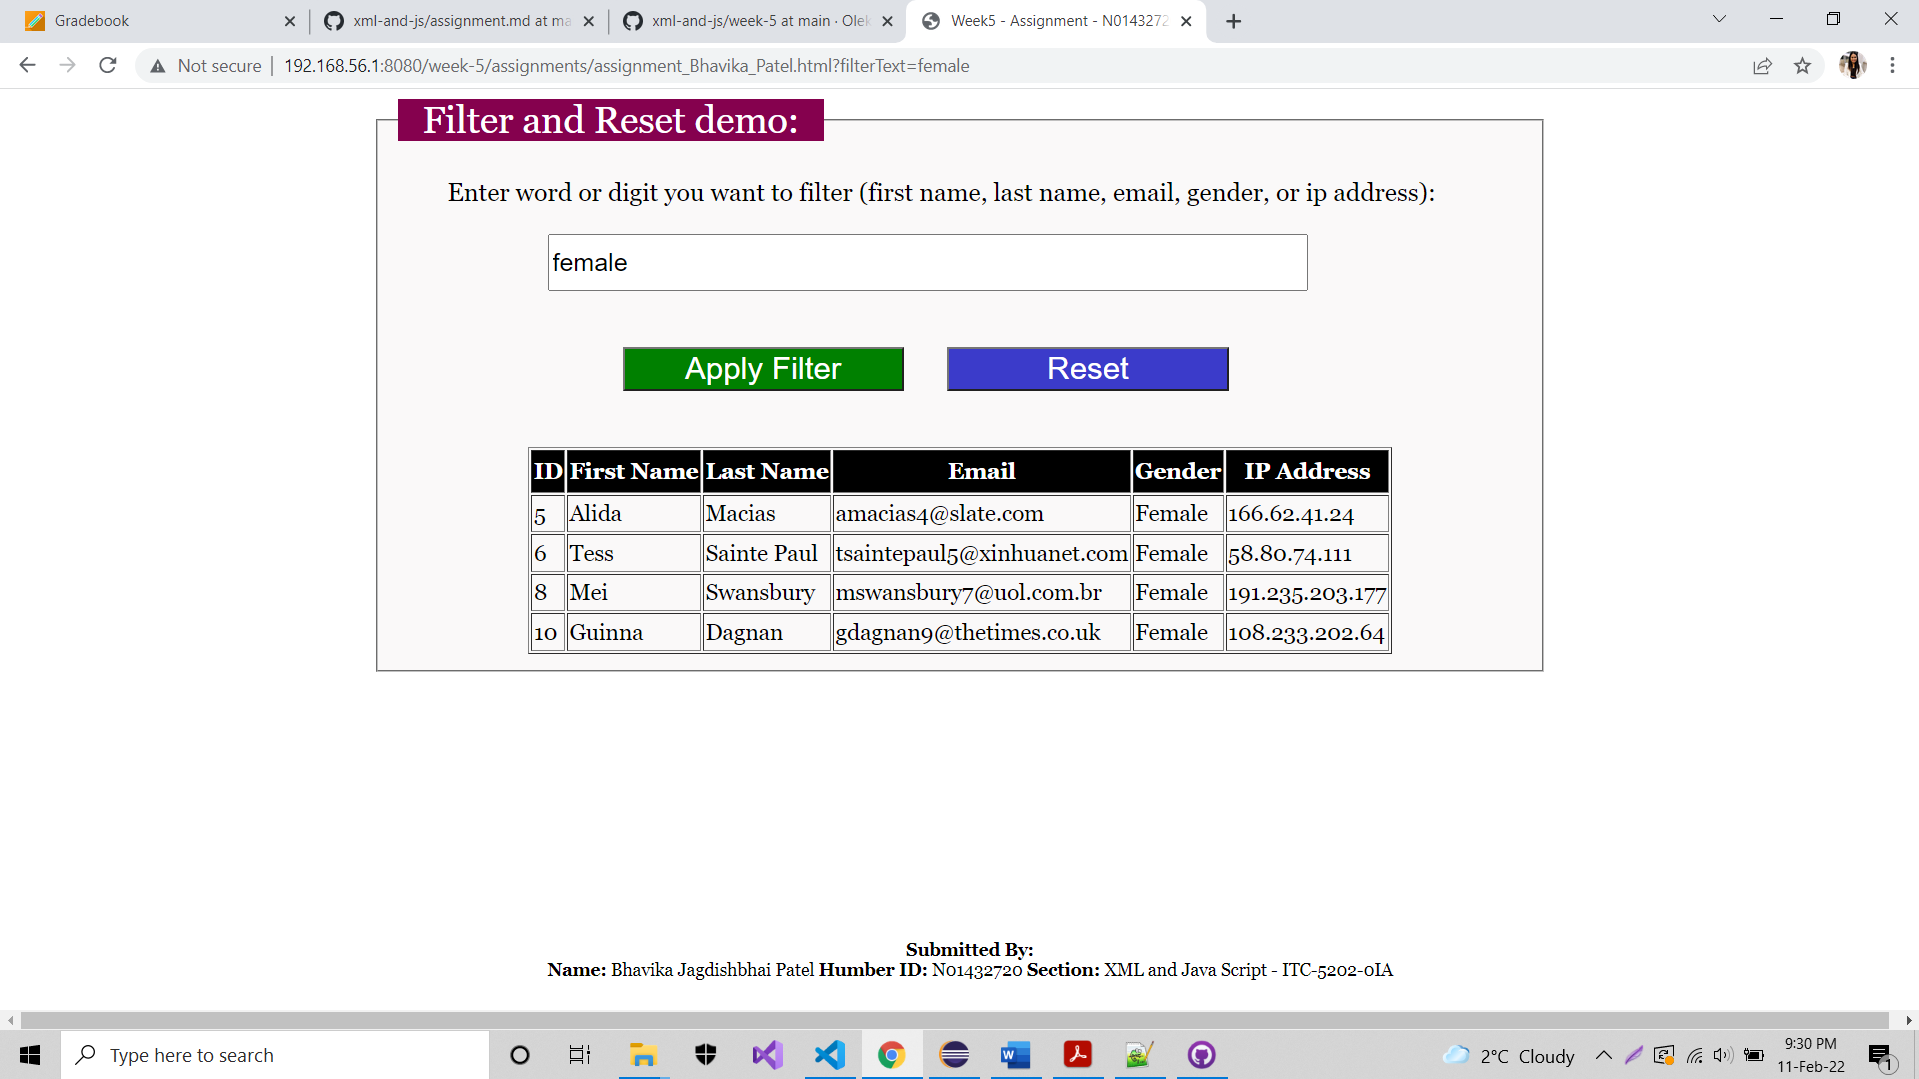 Gradebook
xml-and-js/assignment.md at ma
xml-and-js/week-5 at main · Olek
Week5 - Assignment - N01432720
Not secure
192.168.56.1:8080/week-5/assignments/assignment_Bhavika_Patel.html?filterText=female
Filter and Reset demo:
Enter word or digit you want to filter (first name, last name, email, gender, or ip address):
female
Apply Filter Reset
ID First Name Last Name Email Gender IP Address
5 Alida Macias amacias4@slate.com Female 166.62.41.24
6 Tess Sainte Paul tsaintepaul5@xinhuanet.com Female 58.80.74.111
8 Mei Swansbury mswansbury7@uol.com.br Female 191.235.203.177
10 Guinna Dagnan gdagnan9@thetimes.co.uk Female 108.233.202.64
Submitted By:
Name: Bhavika Jagdishbhai Patel Humber ID: N01432720 Section: XML and Java Script - ITC-5202-0IA
Type here to search
2°C Cloudy
9:30 PM
11-Feb-22
1